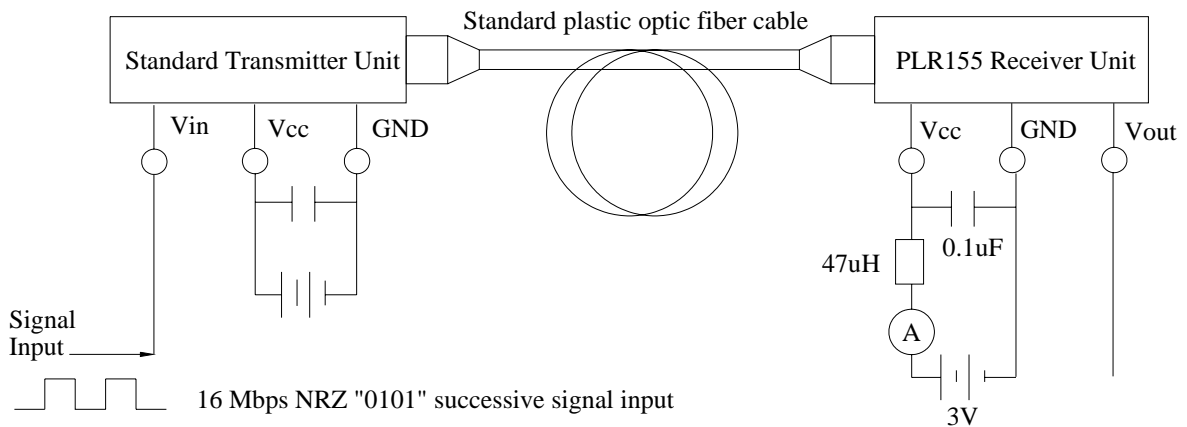 Standard plastic optic fiber cable
Standard Transmitter Unit
PLR155 Receiver Unit
Vin
Vcc
GND
Vcc
GND
Vout
0.1uF
47uH
A
Signal
Input
3V
16 Mbps NRZ "0101" successive signal input